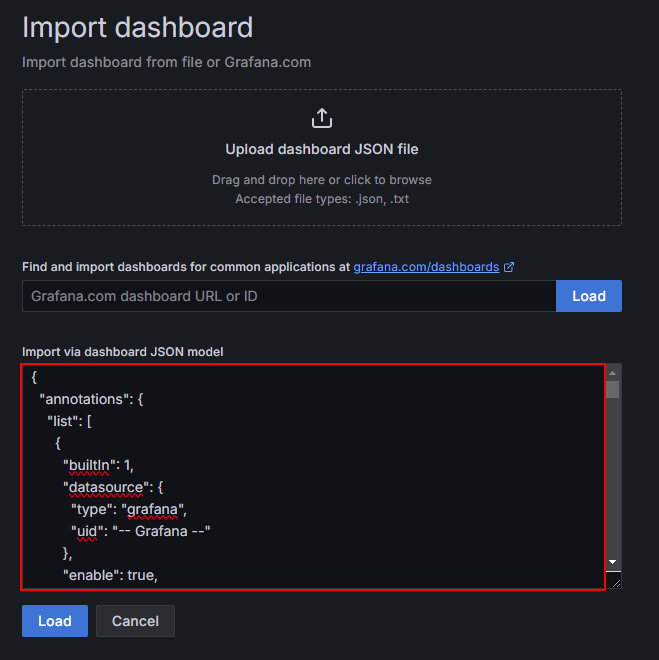 Import dashboard
Import dashboard from file or Grafana.com
Upload dashboard JSON file
Drag and drop here or click to browse
Accepted file types: .json, .txt
Find and import dashboards for common applications at grafana.com/dashboards
Grafana.com dashboard URL or ID
Load
Import via dashboard JSON model
{
"annotations": {
"list": [
{
"builtIn": 1,
"datasource": {
"type": "grafana",
"uid": "-- Grafana --"
},
"enable": true,
Load
Cancel